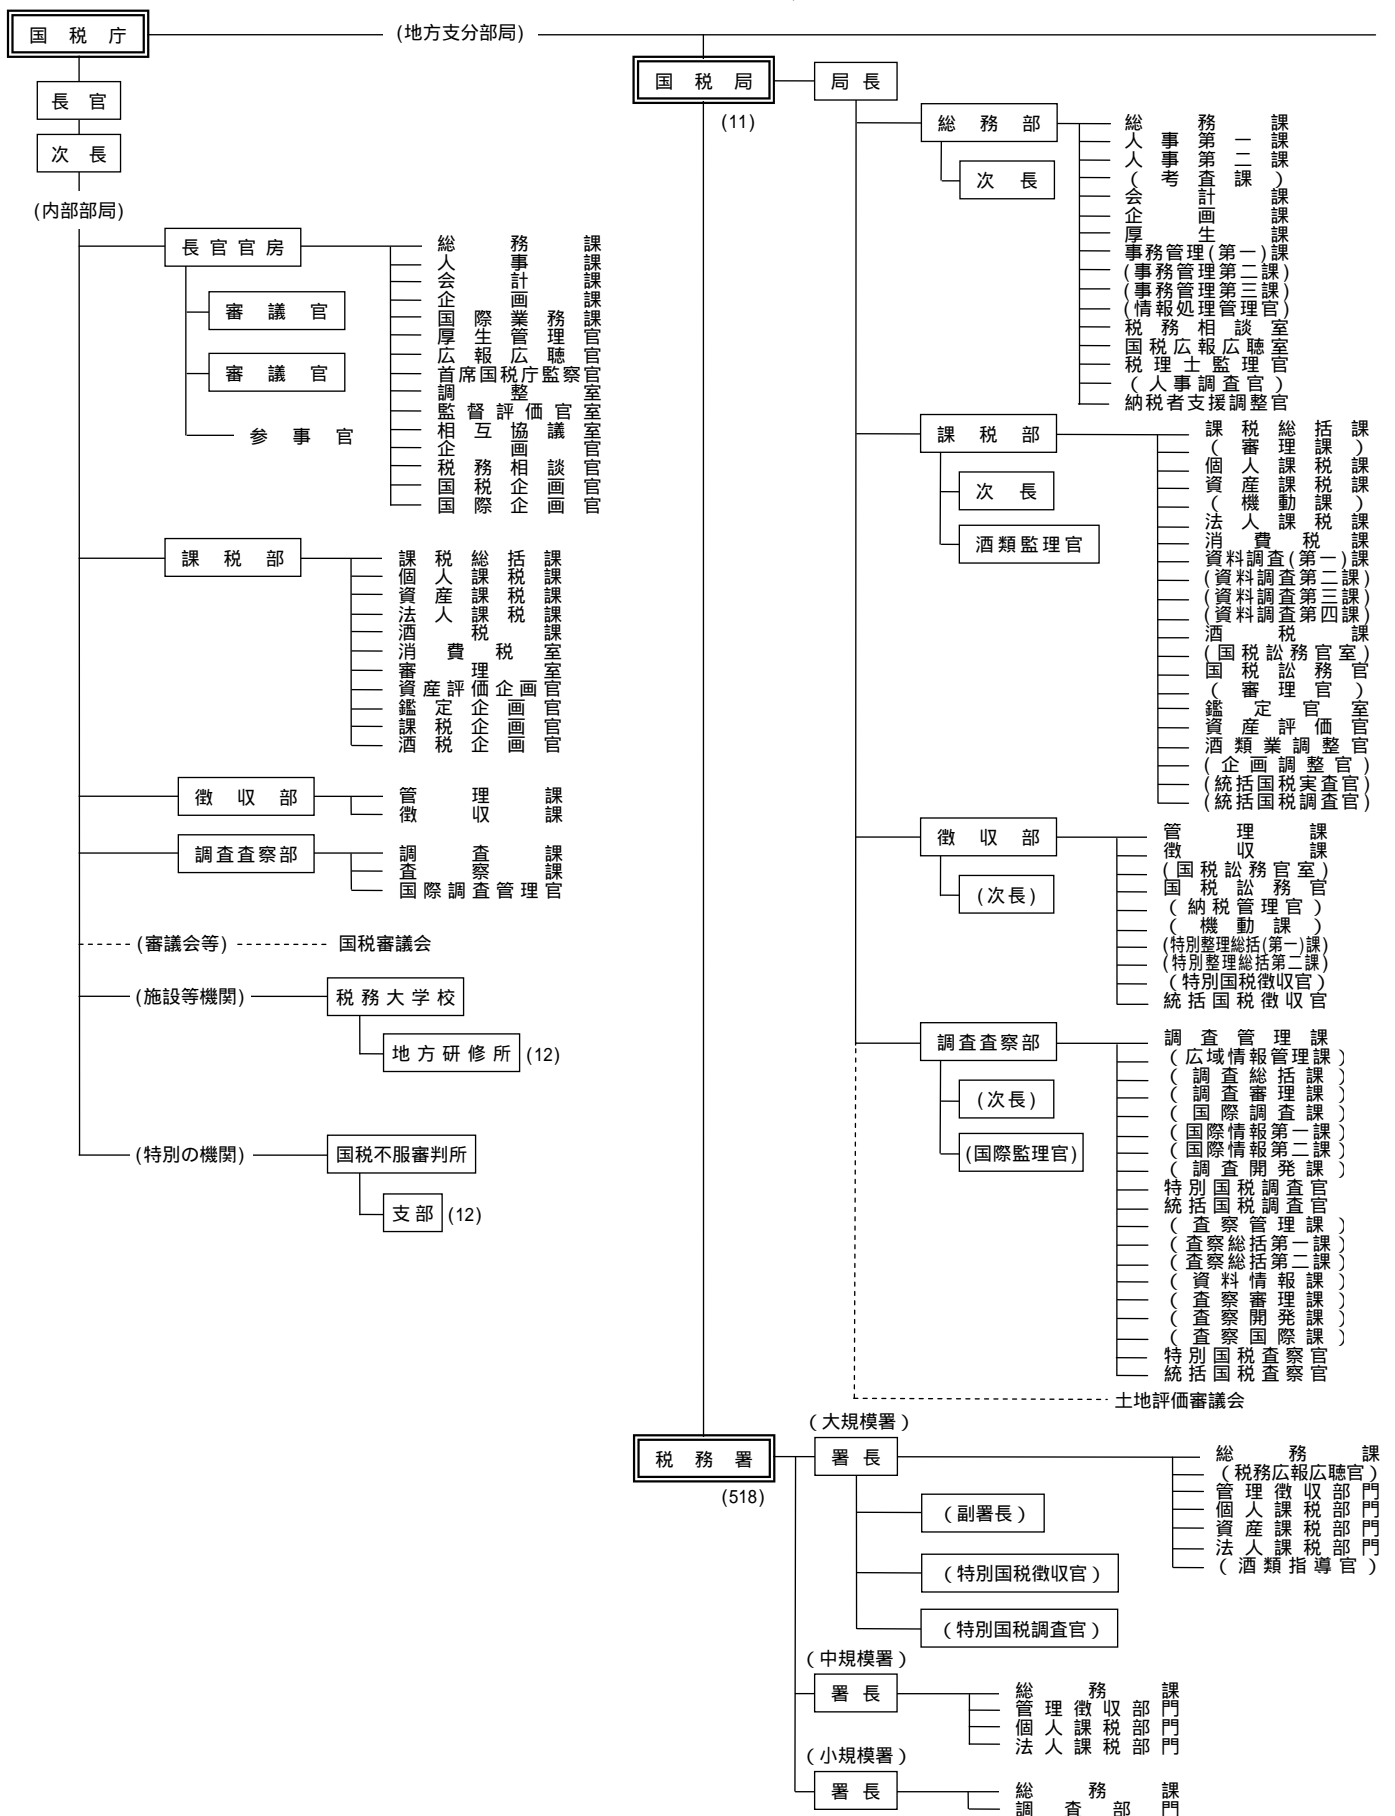 国税庁
(地方支分部局)
長官
次長
(内部部局)
長官官房
総務課
人事課
会計課
企画課
国際業務課
厚生管理官
広報広聴官
首席国税庁監察官
調整室
監督評価官室
相互協議室
企画官
税務相談官
国税企画官
国際企画官
審議官
審議官
参事官
課税部
課税総括課
個人課税課
資産課税課
法人課税課
酒税課
消費税室
審理室
資産評価企画官
鑑定企画官
課税企画官
酒税企画官
徴収部
管理課
徴収課
調査査察部
調査課
査察課
国際調査管理官
(審議会等)
国税審議会
(施設等機関)
税務大学校
地方研修所 (12)
(特別の機関)
国税不服審判所
支部 (12)
国税局
(11)
局長
総務部
次長
総務課
人事第一課
人事第二課
(考査課)
会計課
企画課
厚生課
事務管理(第一)課
(事務管理第二課)
(事務管理第三課)
(情報処理管理官)
税務相談室
国税広報広聴室
税理士監理官
(人事調査官)
納税者支援調整官
課税部
次長
酒類監理官
課税総括課
(審理課)
個人課税課
資産課税課
(機動課)
法人課税課
消費税課
資料調査(第一)課
(資料調査第二課)
(資料調査第三課)
(資料調査第四課)
酒税課
(国税訟務官室)
国税訟務官
(審理官)
鑑定官室
資産評価官
酒類業調整官
(企画調整官)
(統括国税実査官)
(統括国税調査官)
徴収部
(次長)
管理課
徴収課
(国税訟務官室)
国税訟務官
(納税管理官)
(機動課)
(特別整理総括(第一)課)
(特別整理総括第二課)
(特別国税徴収官)
統括国税徴収官
調査査察部
(次長)
(国際監理官)
調査管理課
(広域情報管理課)
(調査総括課)
(調査審理課)
(国際調査課)
(国際情報第一課)
(国際情報第二課)
(調査開発課)
特別国税調査官
統括国税調査官
(査察管理課)
(査察総括第一課)
(査察総括第二課)
(資料情報課)
(査察審理課)
(査察開発課)
(査察国際課)
特別国税査察官
統括国税査察官
土地評価審議会
税務署
(518)
(大規模署)
署長
(副署長)
(特別国税徴収官)
(特別国税調査官)
総務課
(税務広報広聴官)
管理徴収部門
個人課税部門
資産課税部門
法人課税部門
(酒類指導官)
(中規模署)
署長
総務課
管理徴収部門
個人課税部門
法人課税部門
(小規模署)
署長
総務課
調査部門